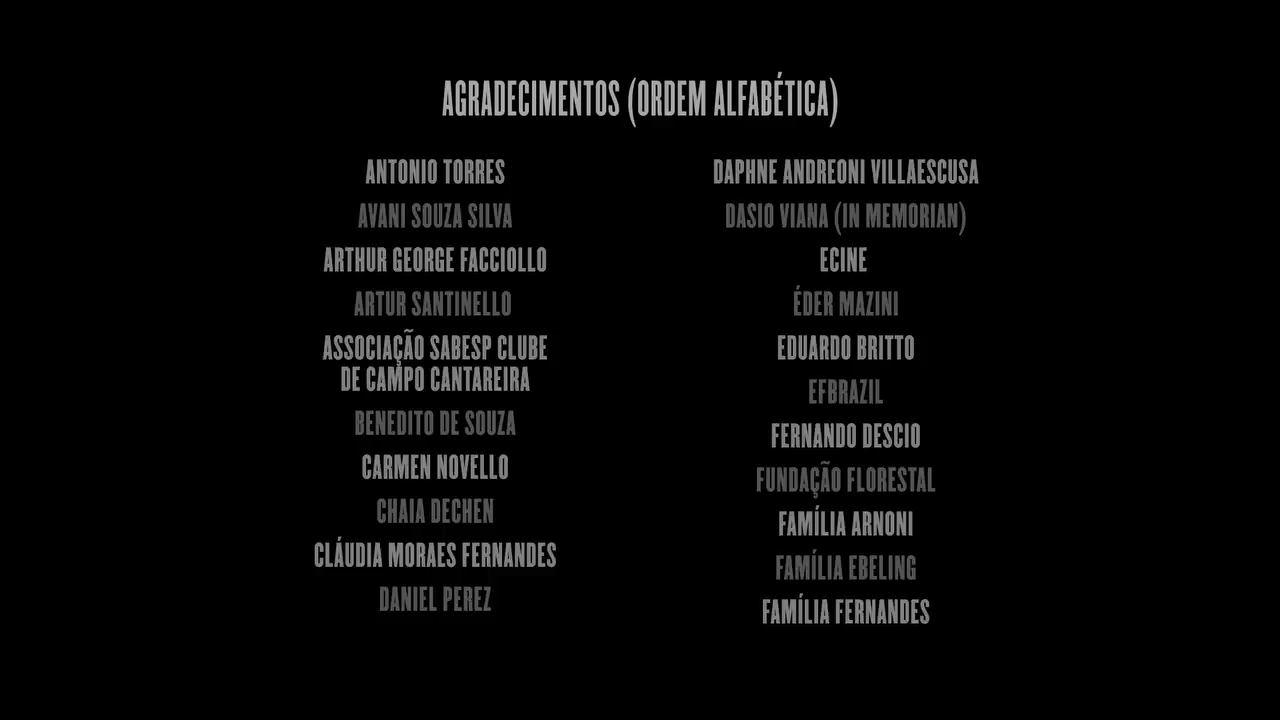 AGRADECIMENTOS (ORDEM ALFABÉTICA)
ANTONIO TORRES
AVANI SOUZA SILVA
ARTHUR GEORGE FACCIOLLO
ARTUR SANTINELLO
ASSOCIAÇÃO SABESP CLUBE
DE CAMPO CANTAREIRA
BENEDITO DE SOUZA
CARMEN NOVELLO
CHAIA DECHEN
CLÁUDIA MORAES FERNANDES
DANIEL PEREZ
DAPHNE ANDREONI VILLAESCUSA
DASIO VIANA (IN MEMORIAN)
ECINE
ÉDER MAZINI
EDUARDO BRITTO
EFBRAZIL
FERNANDO DESCIO
FUNDAÇÃO FLORESTAL
FAMÍLIA ARNONI
FAMÍLIA EBELING
FAMÍLIA FERNANDES